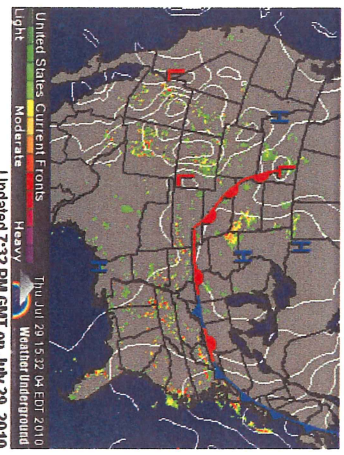 H
H
H
H
L
L
United States Current Fronts Thu Jul 29 15:32:04 EDT 2010
Light Moderate Heavy Weather Underground
Updated 7:32 PM GMT on July 29, 2010